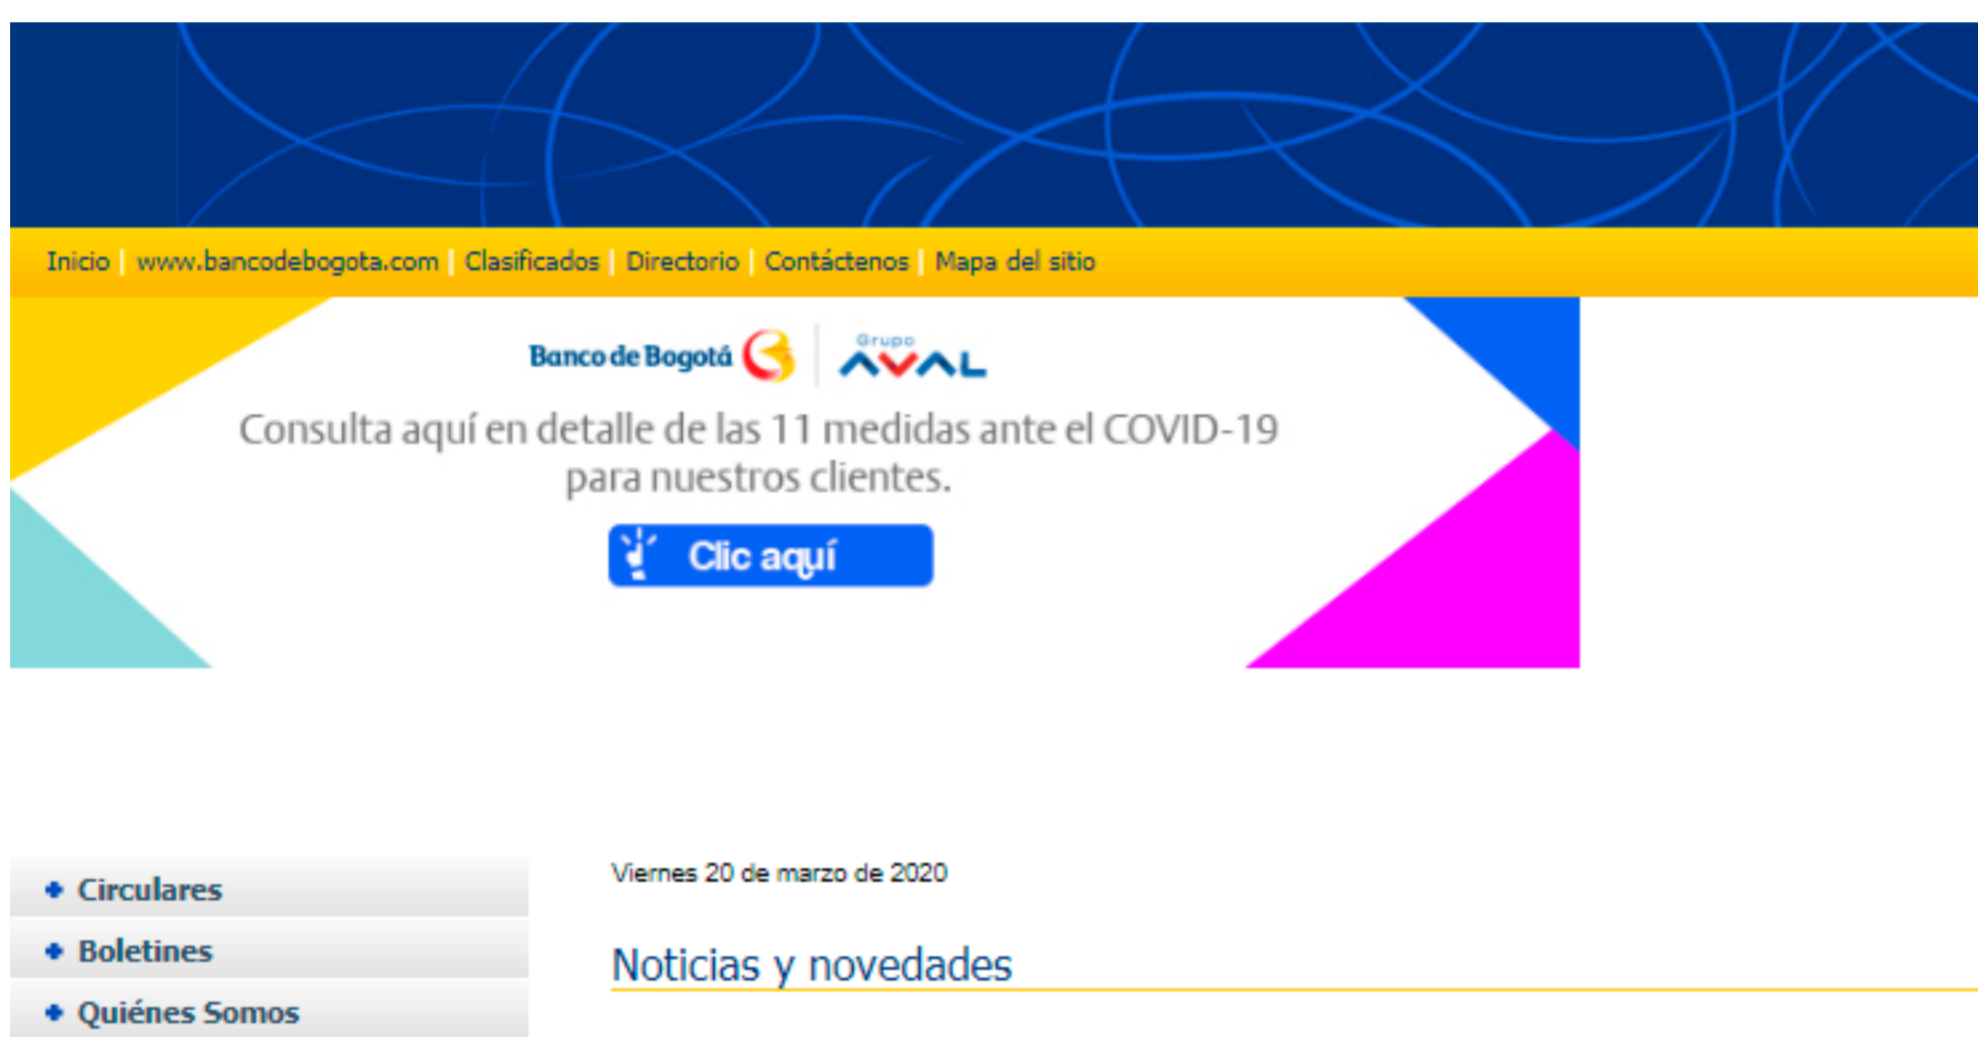 Inicio | www.bancodebogota.com | Clasificados | Directorio | Contáctenos | Mapa del sitio
Banco de Bogotá Grupo AVAL
Consulta aquí en detalle de las 11 medidas ante el COVID-19
para nuestros clientes.
Clic aquí
Viernes 20 de marzo de 2020
Circulares
Boletines
Quiénes Somos
Noticias y novedades